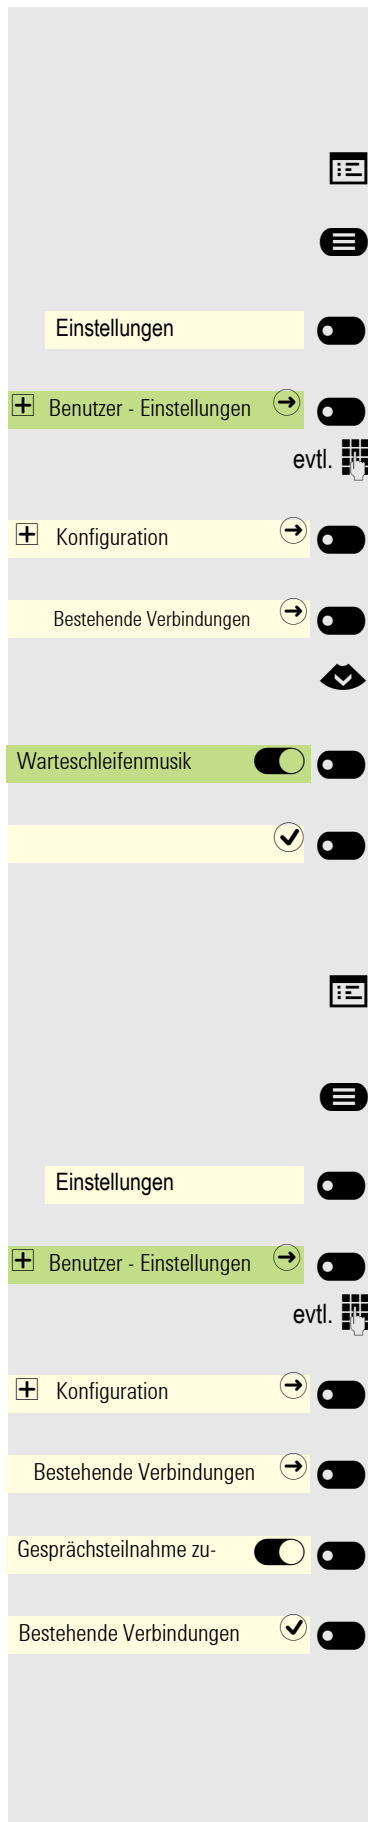 Einstellungen
Benutzer - Einstellungen
evtl.
Konfiguration
Bestehende Verbindungen
Warteschleifenmusik
Einstellungen
Benutzer - Einstellungen
evtl.
Konfiguration
Bestehende Verbindungen
Gesprächsteilnahme zu-
Bestehende Verbindungen